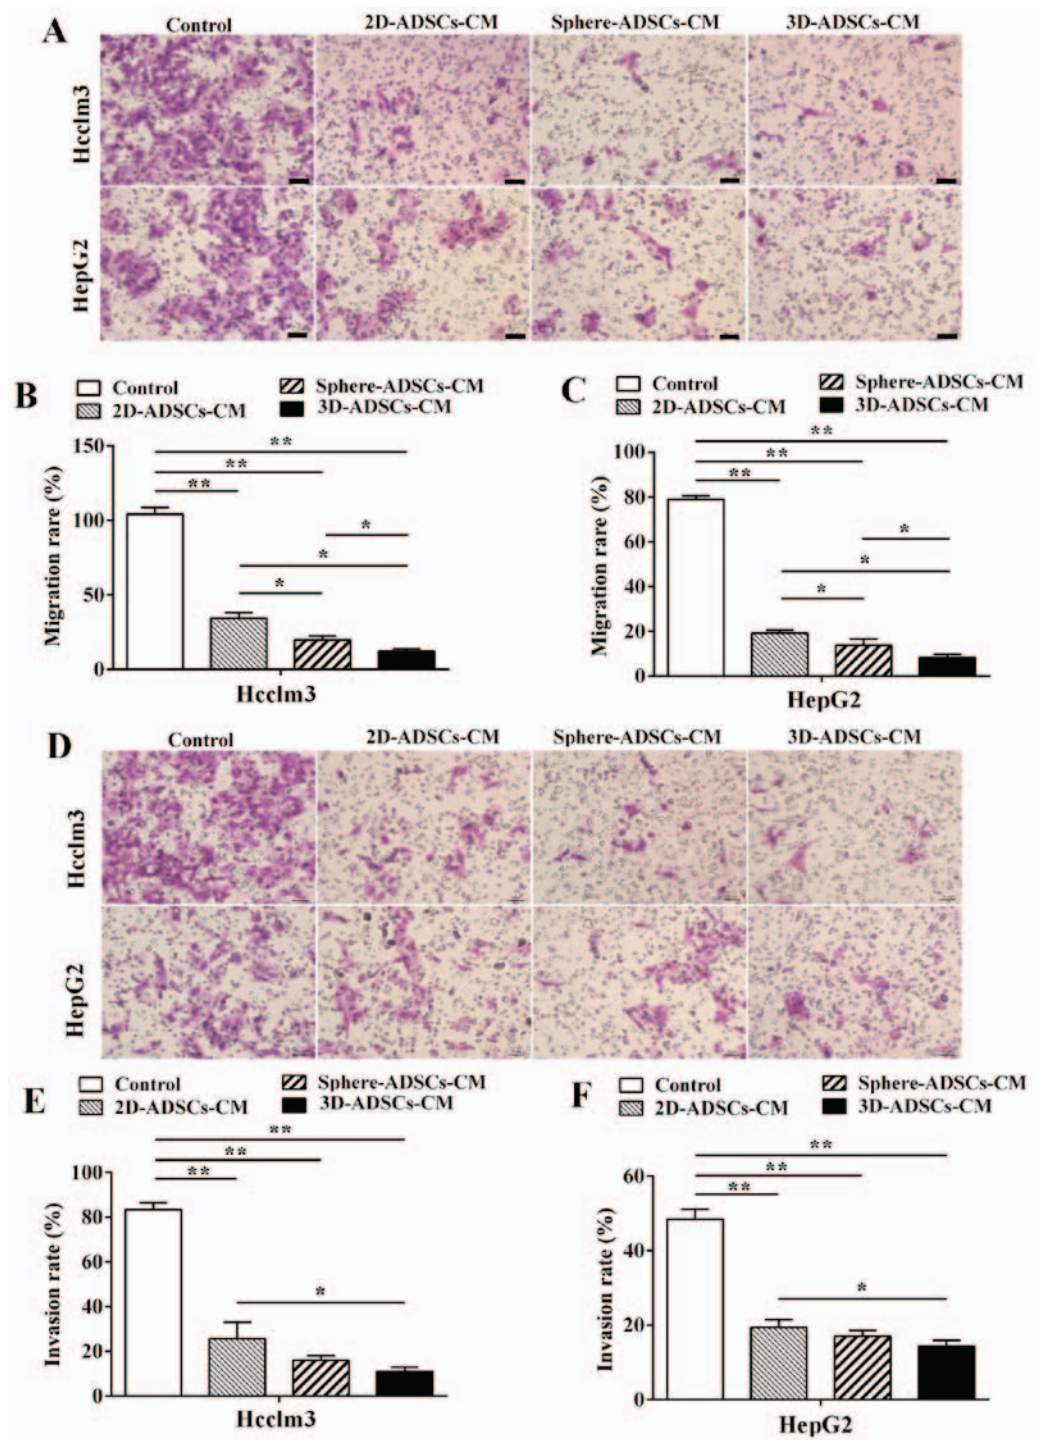 A
Control 2D-ADSCs-CM Sphere-ADSCs-CM 3D-ADSCs-CM
Hcclm3
HepG2
B
Control Sphere-ADSCs-CM
2D-ADSCs-CM 3D-ADSCs-CM
Migration rare (%)
150
100
50
0
**
**
**
*
*
*
Hcclm3
C
Control Sphere-ADSCs-CM
2D-ADSCs-CM 3D-ADSCs-CM
Migration rare (%)
100
80
60
40
20
0
**
**
**
*
*
*
HepG2
D
Control 2D-ADSCs-CM Sphere-ADSCs-CM 3D-ADSCs-CM
Hcclm3
HepG2
E
Control Sphere-ADSCs-CM
2D-ADSCs-CM 3D-ADSCs-CM
Invasion rate (%)
100
80
60
40
20
0
**
**
**
*
Hcclm3
F
Control Sphere-ADSCs-CM
2D-ADSCs-CM 3D-ADSCs-CM
Invasion rate (%)
60
40
20
0
**
**
**
*
HepG2